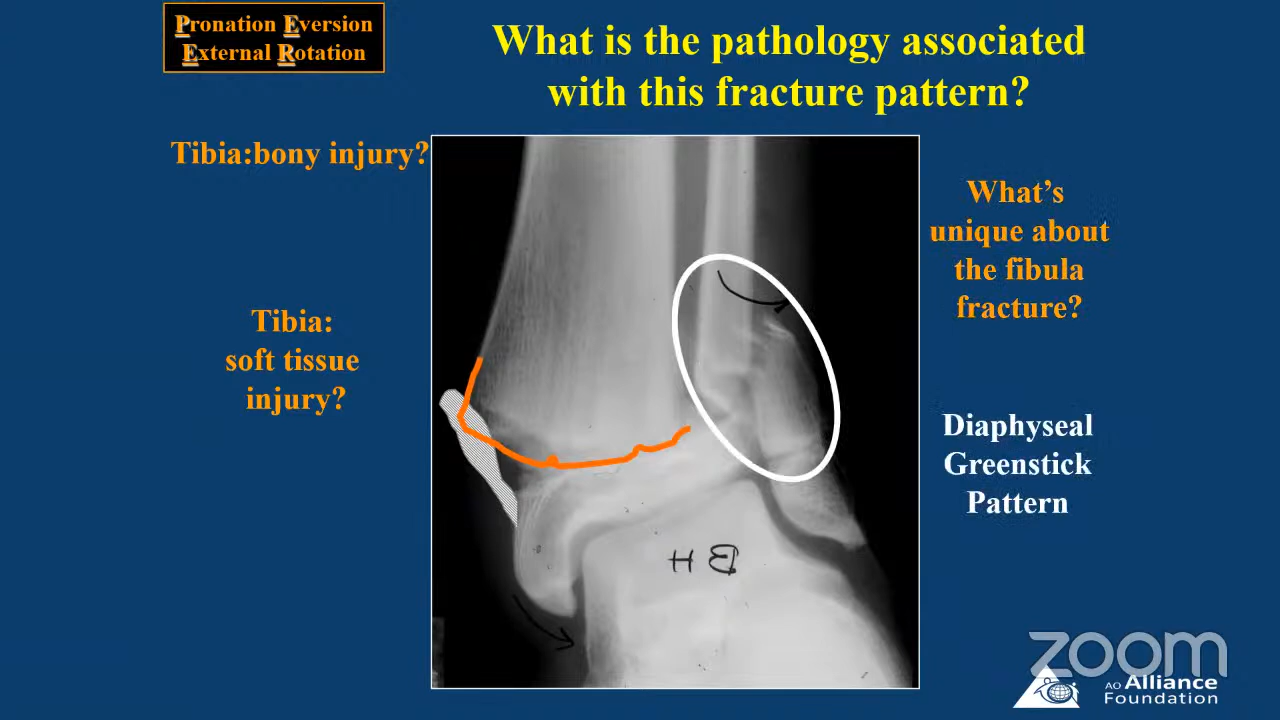 Pronation Eversion
External Rotation
What is the pathology associated
with this fracture pattern?
Tibia:bony injury?
What's
unique about
the fibula
fracture?
Tibia:
soft tissue
injury?
Diaphyseal
Greenstick
Pattern
zoom
AO Alliance
Foundation